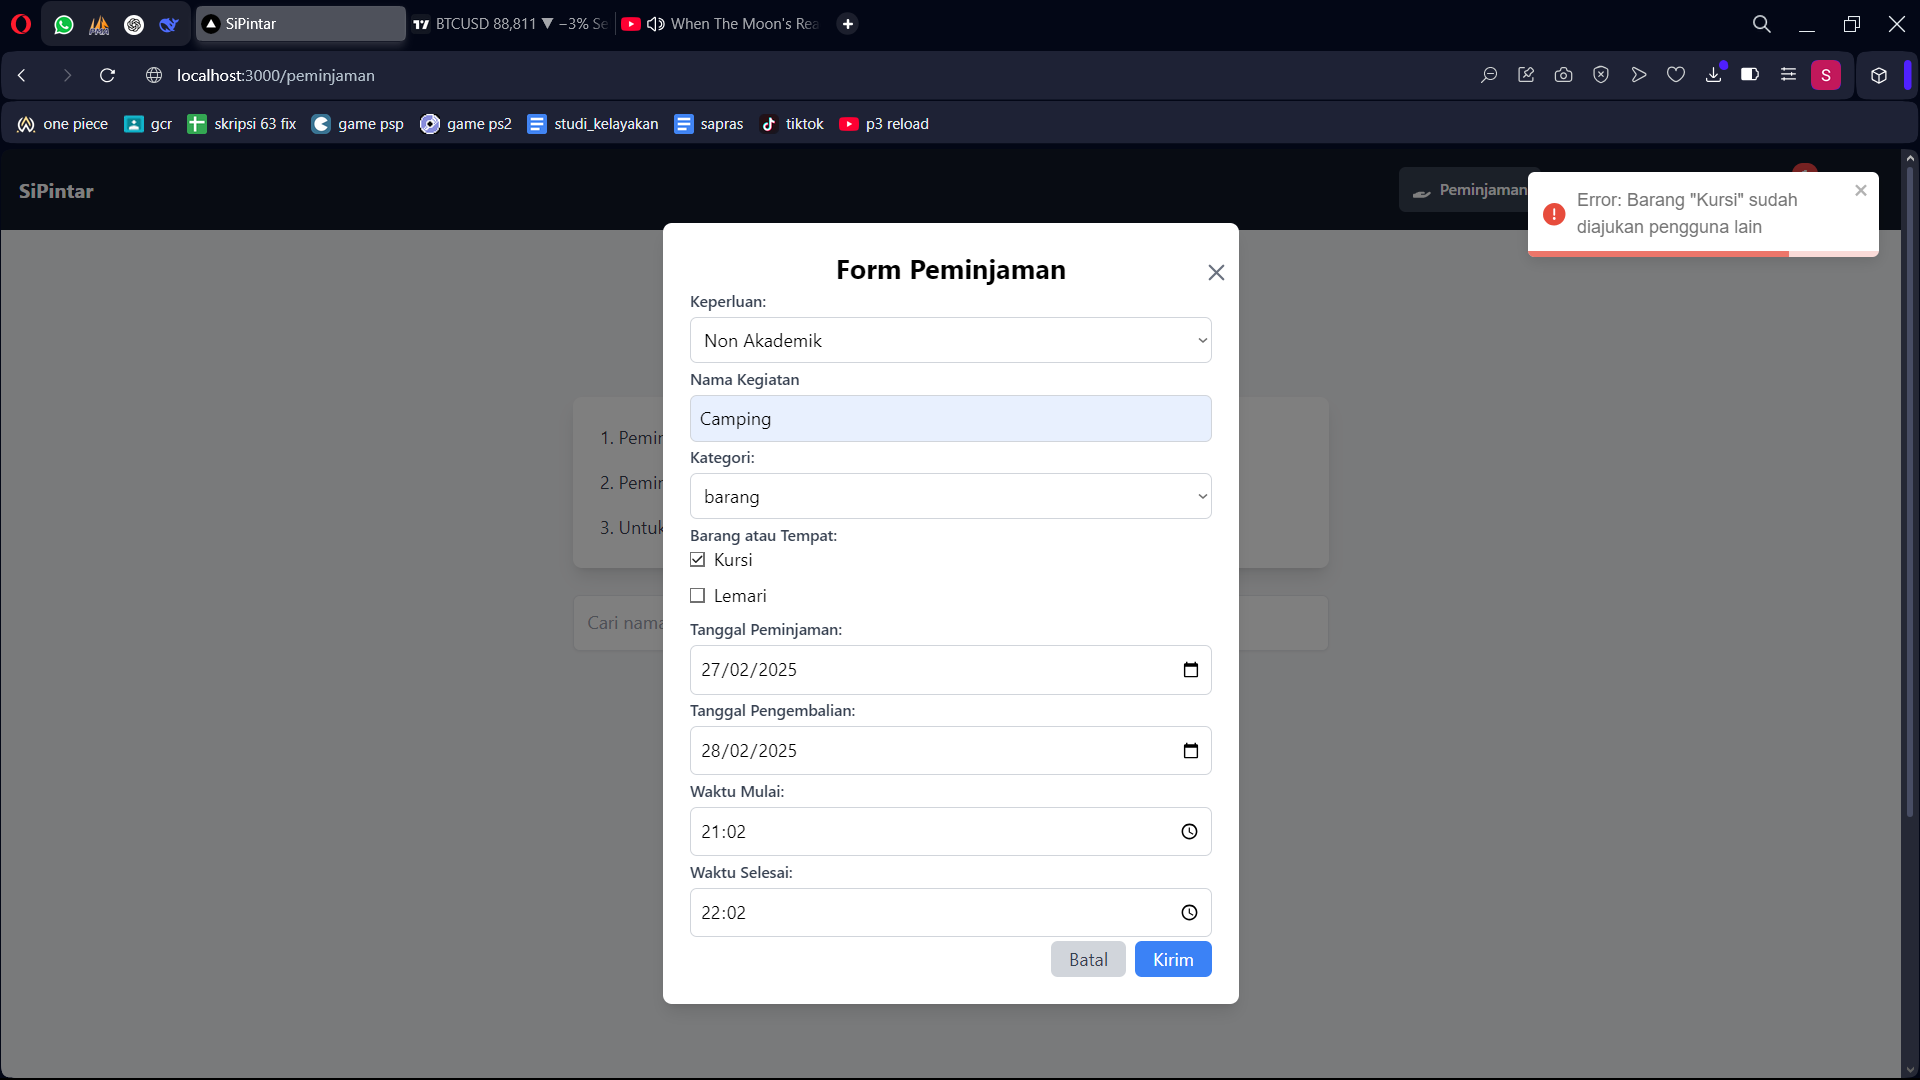 SiPintar
BTCUSD 88,811 ▼ −3% Se
When The Moon's Rea
localhost:3000/peminjaman
S
one piece
gcr
skripsi 63 fix
game psp
game ps2
studi_kelayakan
sapras
tiktok
p3 reload
SiPintar
Peminjaman
Error: Barang "Kursi" sudah
diajukan pengguna lain
Form Peminjaman
Keperluan:
Non Akademik
Nama Kegiatan
Camping
Kategori:
barang
1. Pemin
2. Pemin
3. Untuk
Barang atau Tempat:
Kursi
Lemari
Cari nama
Tanggal Peminjaman:
27/02/2025
Tanggal Pengembalian:
28/02/2025
Waktu Mulai:
21:02
Waktu Selesai:
22:02
Batal
Kirim